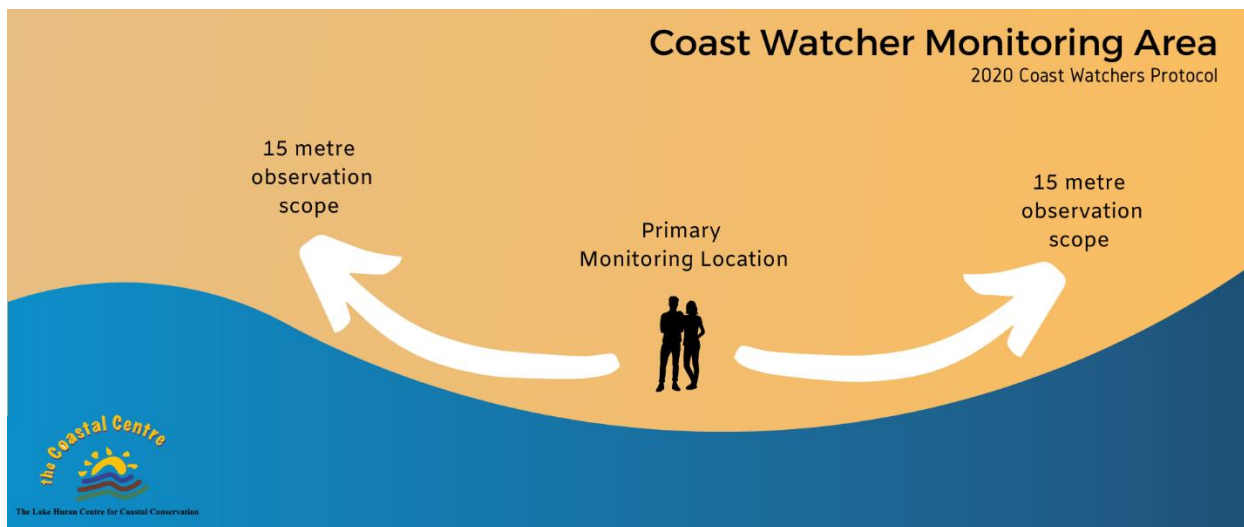 Coast Watcher Monitoring Area
2020 Coast Watchers Protocol
15 metre
observation
scope
Primary
Monitoring Location
15 metre
observation
scope
the Coastal Centre
The Lake Huron Centre for Coastal Conservation